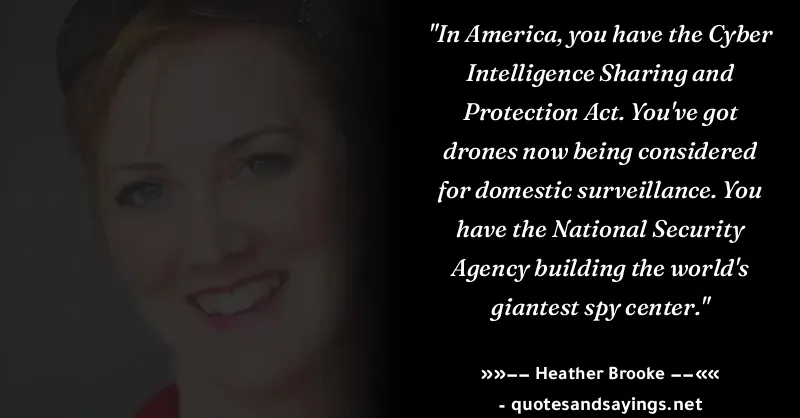 "In America, you have the Cyber
Intelligence Sharing and
Protection Act. You've got
drones now being considered
for domestic surveillance. You
have the National Security
Agency building the world's
giantest spy center."
»»−− Heather Brooke −−««
- quotesandsayings.net